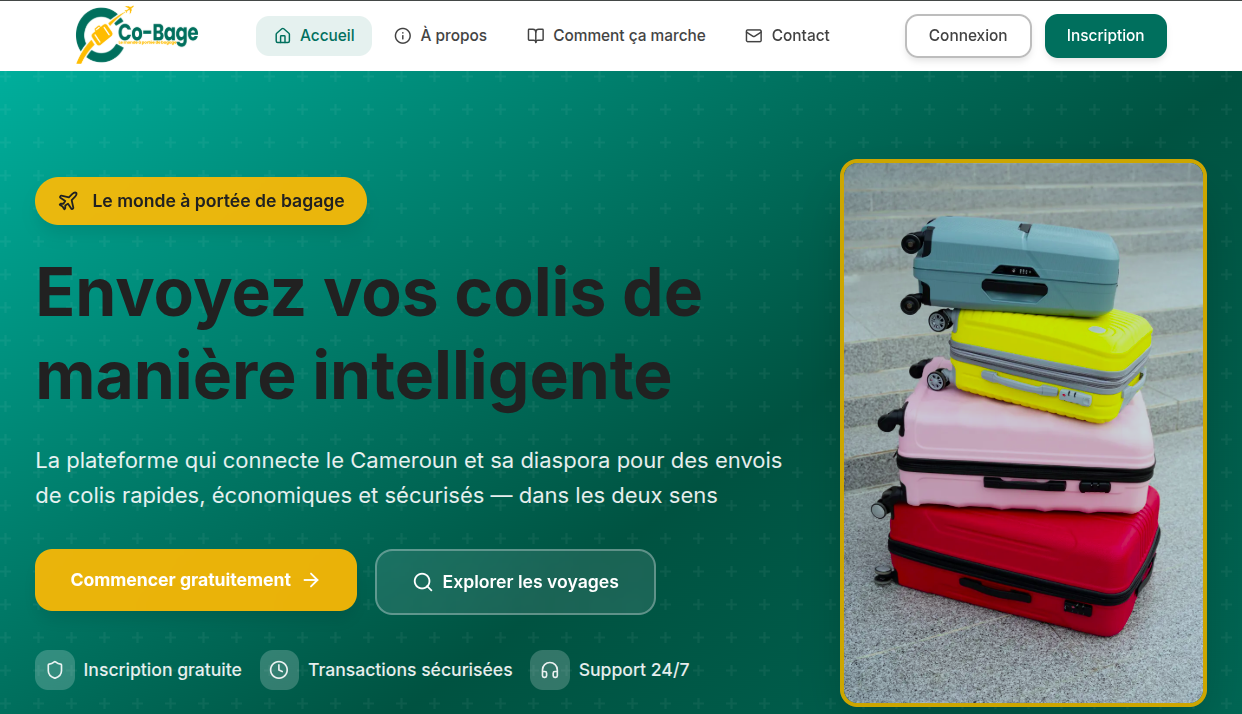 Co-Bage
Accueil
À propos
Comment ça marche
Contact
Connexion
Inscription
Le monde à portée de bagage
Envoyez vos colis de
manière intelligente
La plateforme qui connecte le Cameroun et sa diaspora pour des envois
de colis rapides, économiques et sécurisés — dans les deux sens
Commencer gratuitement →
Explorer les voyages
Inscription gratuite
Transactions sécurisées
Support 24/7